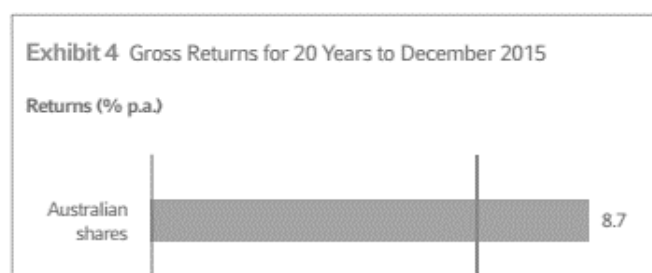 Exhibit 4 Gross Returns for 20 Years to December 2015
Returns (% p.a.)
Australian
shares
8.7